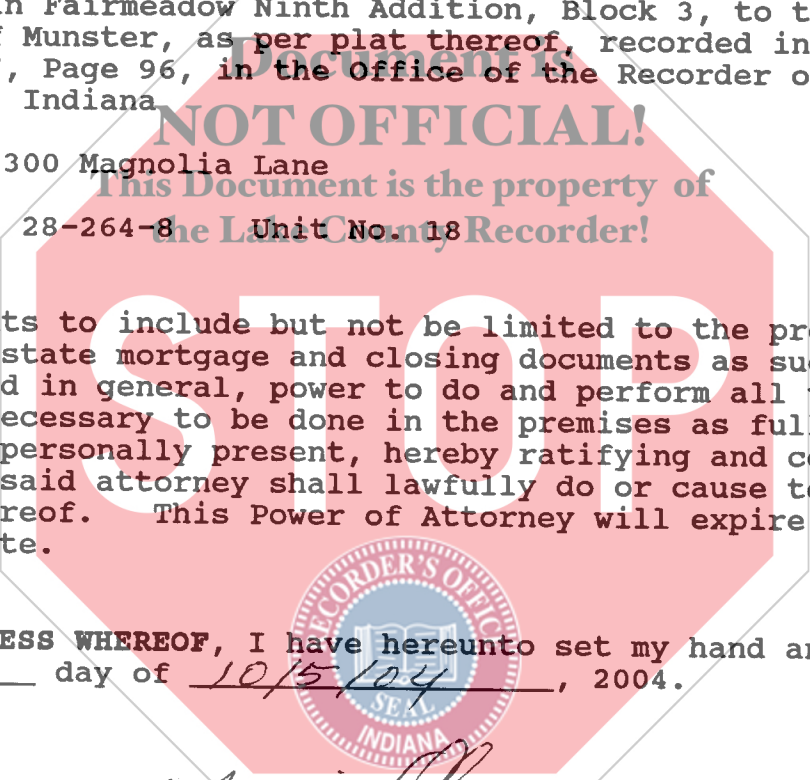 in Fairmeadow Ninth Addition, Block 3, to t
f Munster, as per plat thereof, recorded in
, Page 96, in the Office of the Recorder o
Indiana
300 Magnolia Lane
28-264-8 Unit No. 18
ts to include but not be limited to the pr
state mortgage and closing documents as su
d in general, power to do and perform all
ecessary to be done in the premises as ful
personally present, hereby ratifying and c
said attorney shall lawfully do or cause t
reof. This Power of Attorney will expire
te.
ESS WHEREOF, I have hereunto set my hand a
day of 10/5/04, 2004.
Document is
NOT OFFICIAL!
This Document is the property of
the Lake County Recorder!
STOP
RECORDER'S OFFICE
SEAL
INDIANA